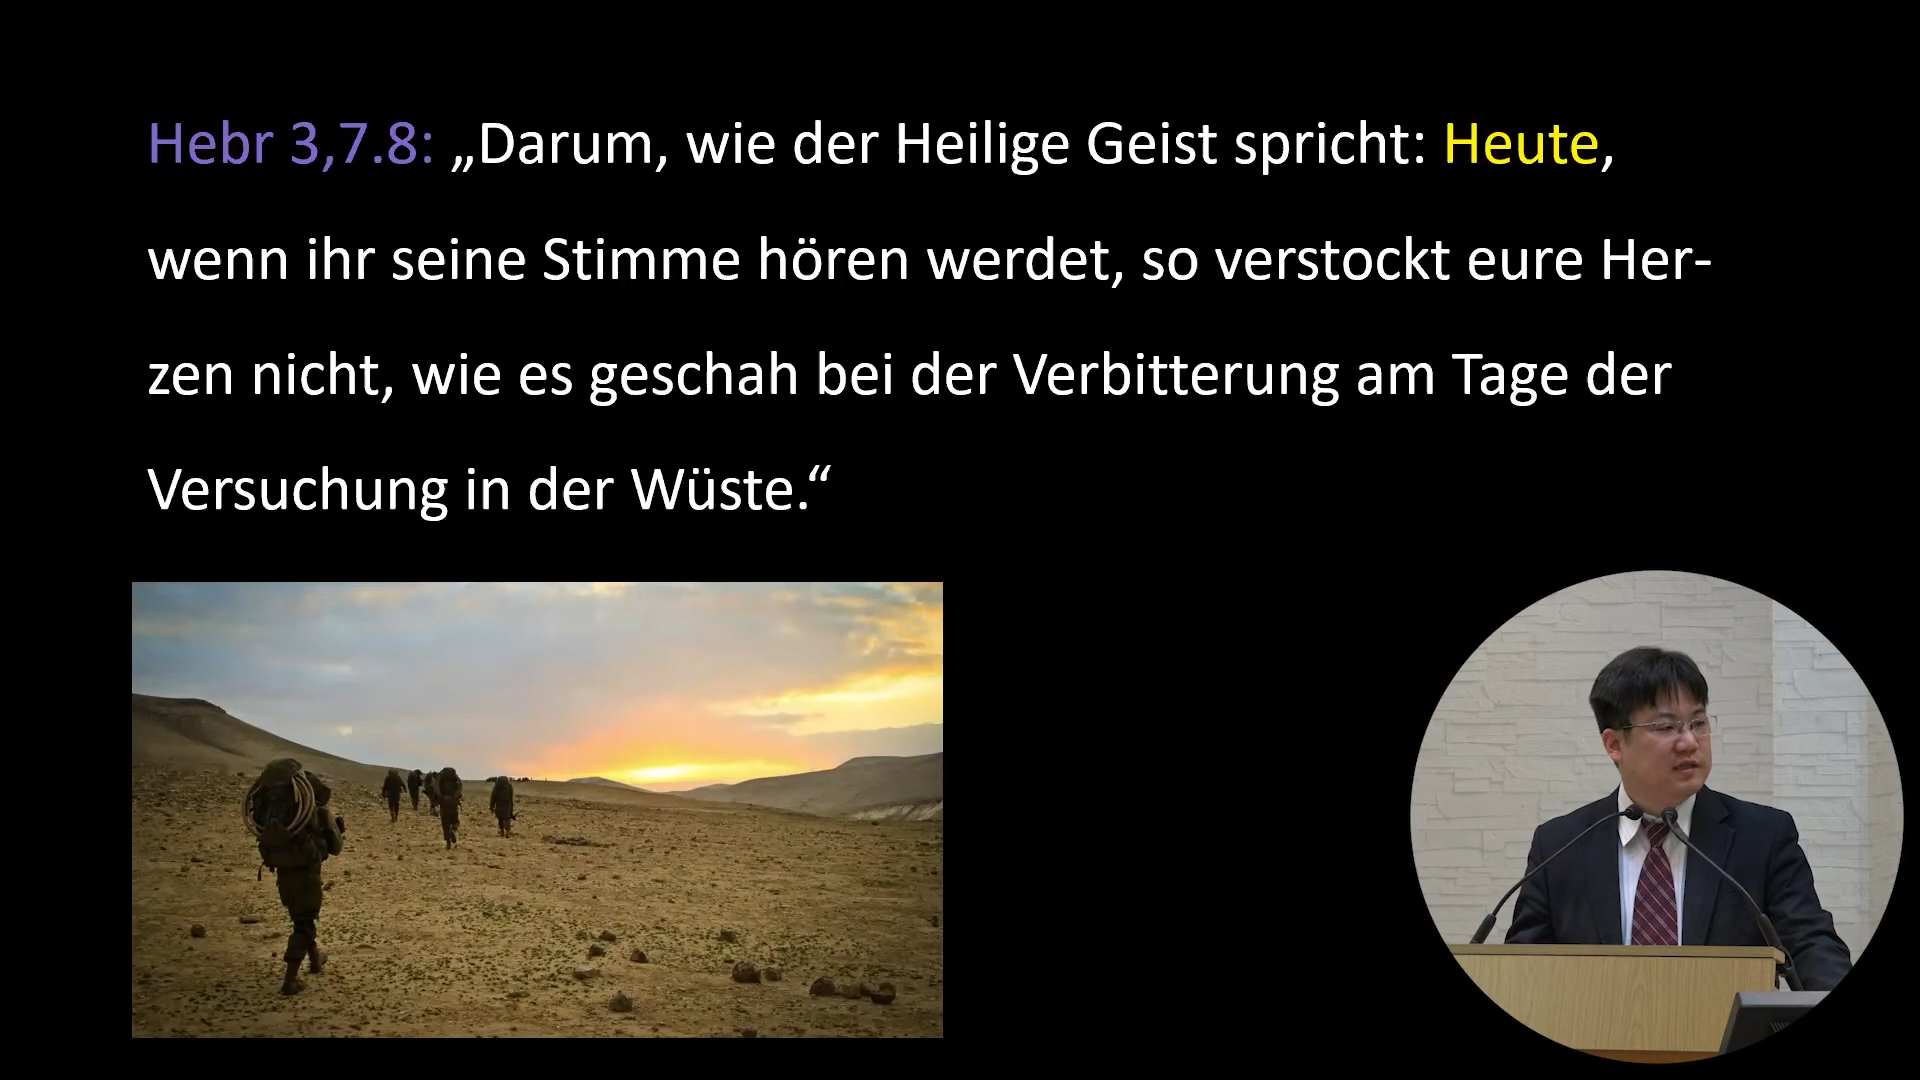 Hebr 3,7.8: „Darum, wie der Heilige Geist spricht: Heute,
wenn ihr seine Stimme hören werdet, so verstockt eure Her-
zen nicht, wie es geschah bei der Verbitterung am Tage der
Versuchung in der Wüste.“